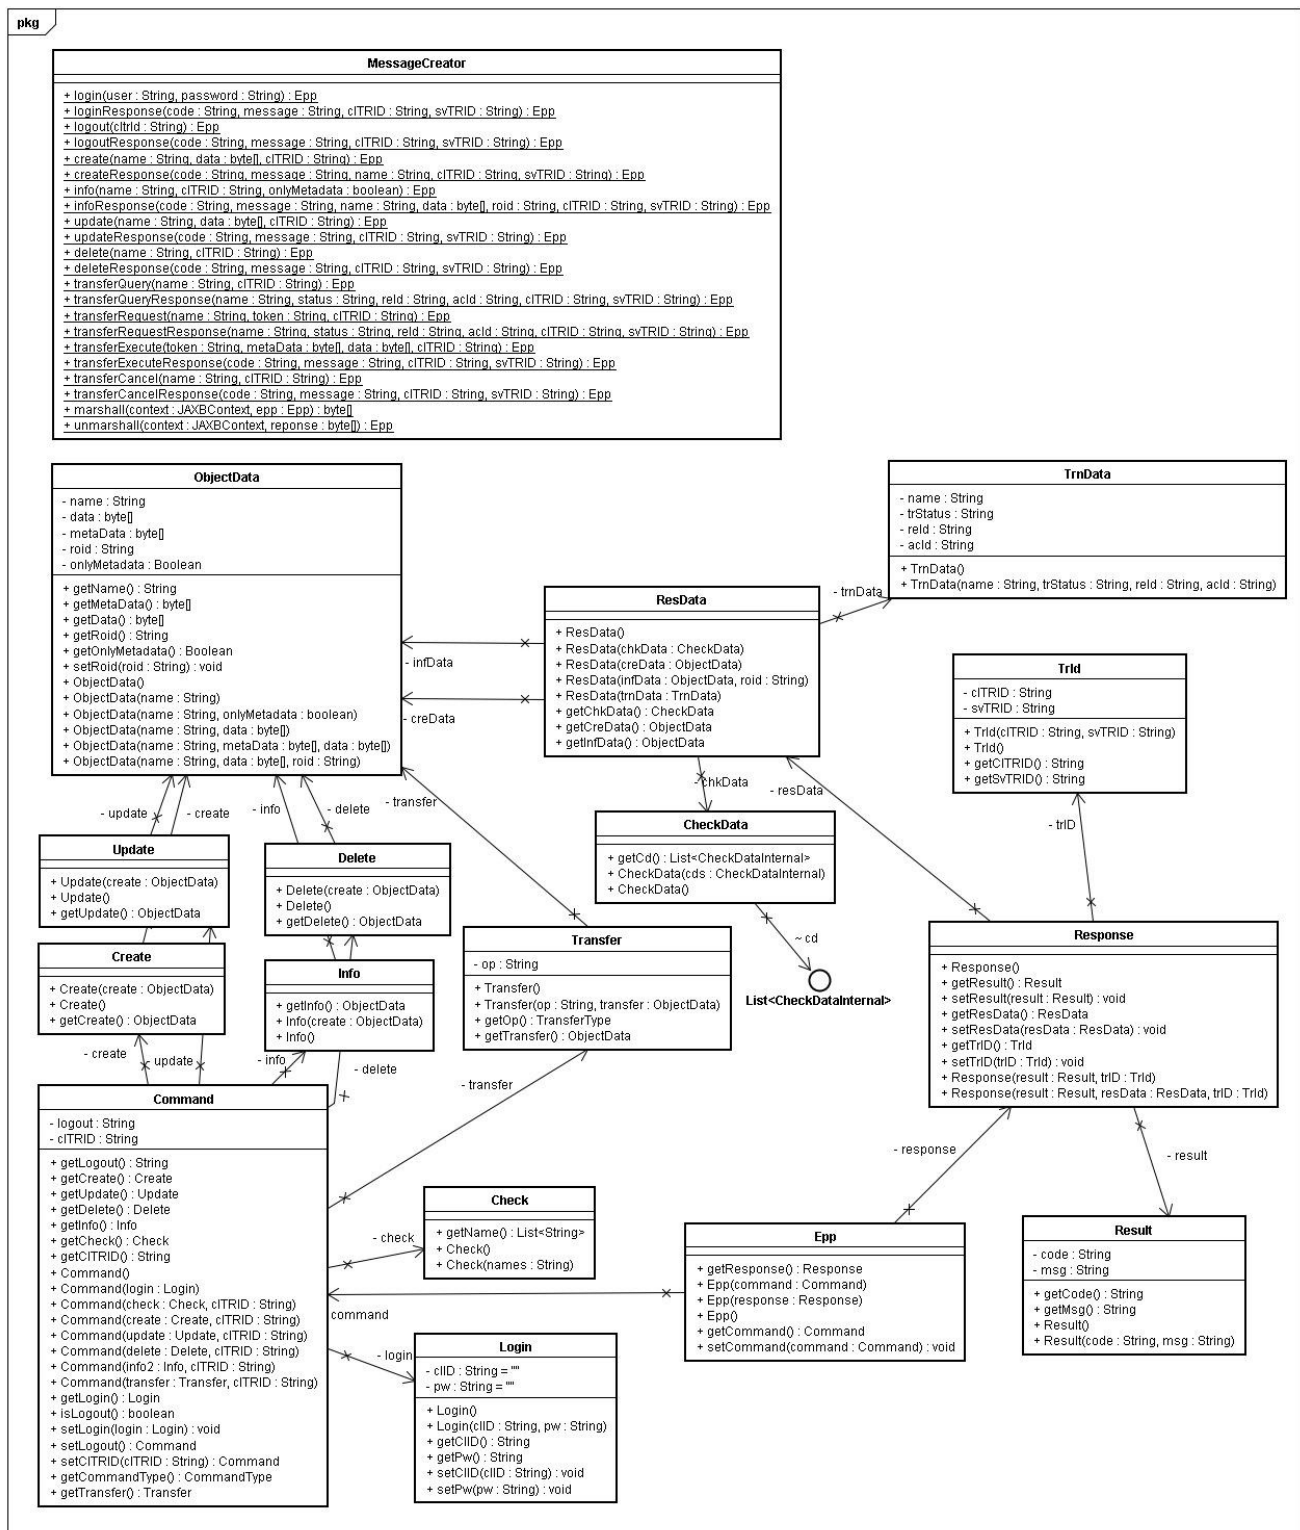 pkg
MessageCreator
+ login(user : String, password : String) : Epp
+ loginResponse(code : String, message : String, clTRID : String, svTRID : String) : Epp
+ logout(cltrId : String) : Epp
+ logoutResponse(code : String, message : String, clTRID : String, svTRID : String) : Epp
+ create(name : String, data : byte[], clTRID : String) : Epp
+ createResponse(code : String, message : String, name : String, clTRID : String, svTRID : String) : Epp
+ info(name : String, clTRID : String, onlyMetadata : boolean) : Epp
+ infoResponse(code : String, message : String, name : String, data : byte[], roid : String, clTRID : String, svTRID : String) : Epp
+ update(name : String, data : byte[], clTRID : String) : Epp
+ updateResponse(code : String, message : String, clTRID : String, svTRID : String) : Epp
+ delete(name : String, clTRID : String) : Epp
+ deleteResponse(code : String, message : String, clTRID : String, svTRID : String) : Epp
+ transferQuery(name : String, clTRID : String) : Epp
+ transferQueryResponse(name : String, status : String, reId : String, acId : String, clTRID : String, svTRID : String) : Epp
+ transferRequest(name : String, token : String, clTRID : String) : Epp
+ transferRequestResponse(name : String, status : String, reId : String, acId : String, clTRID : String, svTRID : String) : Epp
+ transferExecute(token : String, metaData : byte[], data : byte[], clTRID : String) : Epp
+ transferExecuteResponse(code : String, message : String, clTRID : String, svTRID : String) : Epp
+ transferCancel(name : String, clTRID : String) : Epp
+ transferCancelResponse(code : String, message : String, clTRID : String, svTRID : String) : Epp
+ marshall(context : JAXBContext, epp : Epp) : byte[]
+ unmarshall(context : JAXBContext, reponse : byte[]) : Epp
ObjectData
- name : String
- data : byte[]
- metaData : byte[]
- roid : String
- onlyMetadata : Boolean
+ getName() : String
+ getMetaData() : byte[]
+ getData() : byte[]
+ getRoid() : String
+ getOnlyMetadata() : Boolean
+ setRoid(roid : String) : void
+ ObjectData()
+ ObjectData(name : String)
+ ObjectData(name : String, onlyMetadata : boolean)
+ ObjectData(name : String, data : byte[])
+ ObjectData(name : String, metaData : byte[], data : byte[])
+ ObjectData(name : String, data : byte[], roid : String)
- infData
- creData
ResData
+ ResData()
+ ResData(chkData : CheckData)
+ ResData(creData : ObjectData)
+ ResData(infData : ObjectData, roid : String)
+ ResData(trnData : TrnData)
+ getChkData() : CheckData
+ getCreData() : ObjectData
+ getInfData() : ObjectData
- trnData
TrnData
- name : String
- trStatus : String
- reId : String
- acId : String
+ TrnData()
+ TrnData(name : String, trStatus : String, reId : String, acId : String)
TrId
- clTRID : String
- svTRID : String
+ TrId(clTRID : String, svTRID : String)
+ TrId()
+ getClTRID() : String
+ getSvTRID() : String
- update
- create
- info
- delete
- transfer
- chkData
- resData
- trID
Update
+ Update(create : ObjectData)
+ Update()
+ getUpdate() : ObjectData
Delete
+ Delete(create : ObjectData)
+ Delete()
+ getDelete() : ObjectData
CheckData
+ getCd() : List<CheckDataInternal>
+ CheckData(cds : CheckDataInternal)
+ CheckData()
~ cd
List<CheckDataInternal>
Create
+ Create(create : ObjectData)
+ Create()
+ getCreate() : ObjectData
Info
+ getInfo() : ObjectData
+ Info(create : ObjectData)
+ Info()
Transfer
- op : String
+ Transfer()
+ Transfer(op : String, transfer : ObjectData)
+ getOp() : TransferType
+ getTransfer() : ObjectData
Response
+ Response()
+ getResult() : Result
+ setResult(result : Result) : void
+ getResData() : ResData
+ setResData(resData : ResData) : void
+ getTrID() : TrId
+ setTrID(trID : TrId) : void
+ Response(result : Result, trID : TrId)
+ Response(result : Result, resData : ResData, trID : TrId)
- create
- update
- info
- delete
- transfer
- response
- result
Command
- logout : String
- clTRID : String
+ getLogout() : String
+ getCreate() : Create
+ getUpdate() : Update
+ getDelete() : Delete
+ getInfo() : Info
+ getCheck() : Check
+ getClTRID() : String
+ Command()
+ Command(login : Login)
+ Command(check : Check, clTRID : String)
+ Command(create : Create, clTRID : String)
+ Command(update : Update, clTRID : String)
+ Command(delete : Delete, clTRID : String)
+ Command(info2 : Info, clTRID : String)
+ Command(transfer : Transfer, clTRID : String)
+ getLogin() : Login
+ isLogout() : boolean
+ setLogin(login : Login) : void
+ setLogout() : Command
+ setClTRID(clTRID : String) : Command
+ getCommandType() : CommandType
+ getTransfer() : Transfer
- check
Check
+ getName() : List<String>
+ Check()
+ Check(names : String)
command
- login
Login
- clID : String = ""
- pw : String = ""
+ Login()
+ Login(clID : String, pw : String)
+ getClID() : String
+ getPw() : String
+ setClID(clID : String) : void
+ setPw(pw : String) : void
Epp
+ getResponse() : Response
+ Epp(command : Command)
+ Epp(response : Response)
+ Epp()
+ getCommand() : Command
+ setCommand(command : Command) : void
Result
- code : String
- msg : String
+ getCode() : String
+ getMsg() : String
+ Result()
+ Result(code : String, msg : String)